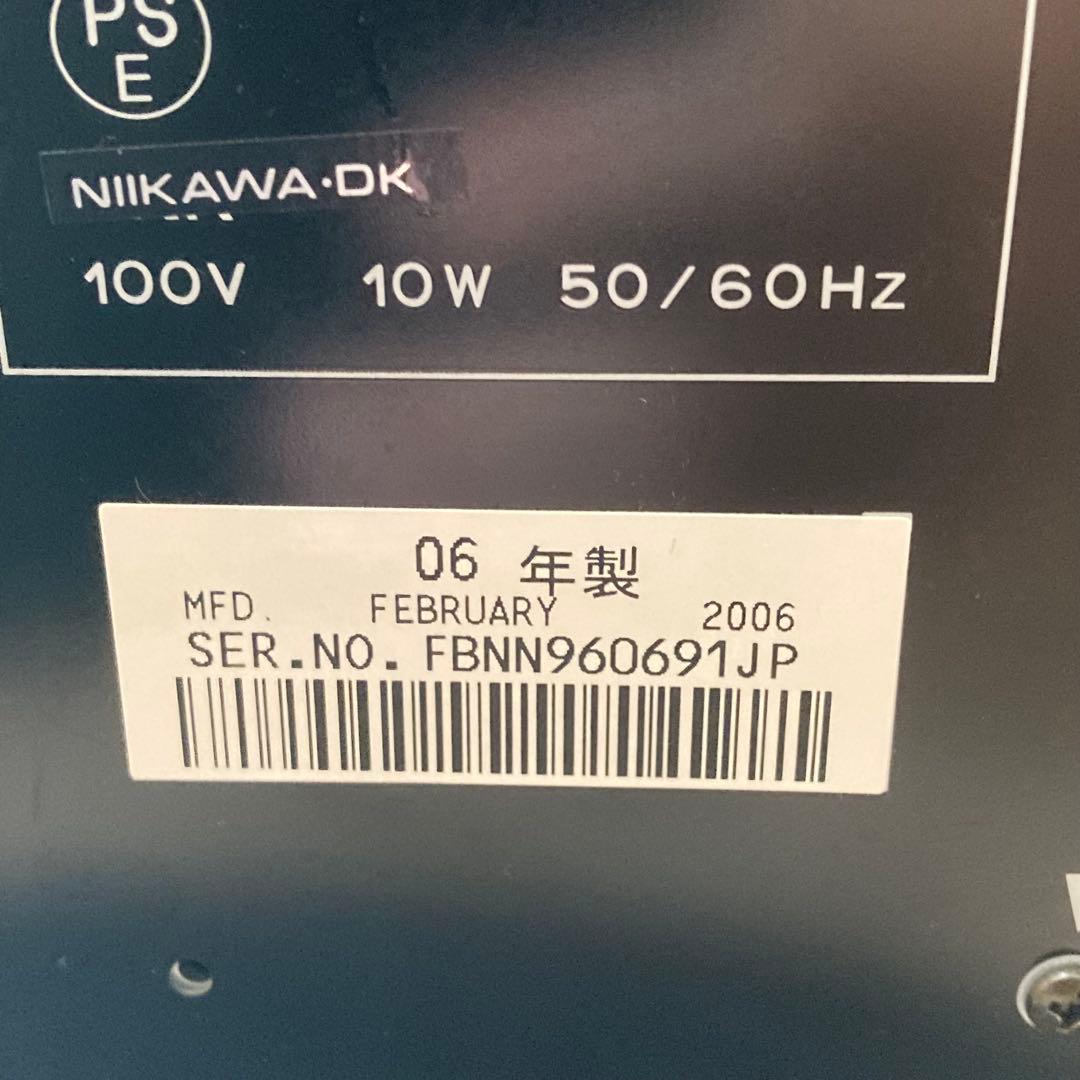 PS
E
NIIKAWA·DK
100V 10W 50/60Hz
06 年製
MFD. FEBRUARY 2006
SER.NO. FBNN960691JP